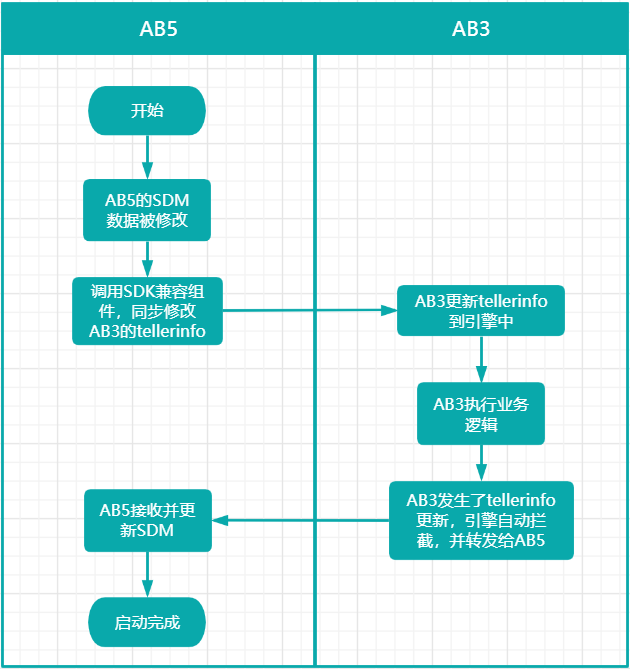 AB5
AB3
开始
AB5的SDM
数据被修改
调用SDK兼容组
件，同步修改
AB3的tellerinfo
AB3更新tellerinfo
到引擎中
AB3执行业务
逻辑
AB3发生了tellerinfo
更新，引擎自动拦
截，并转发给AB5
AB5接收并更
新SDM
启动完成